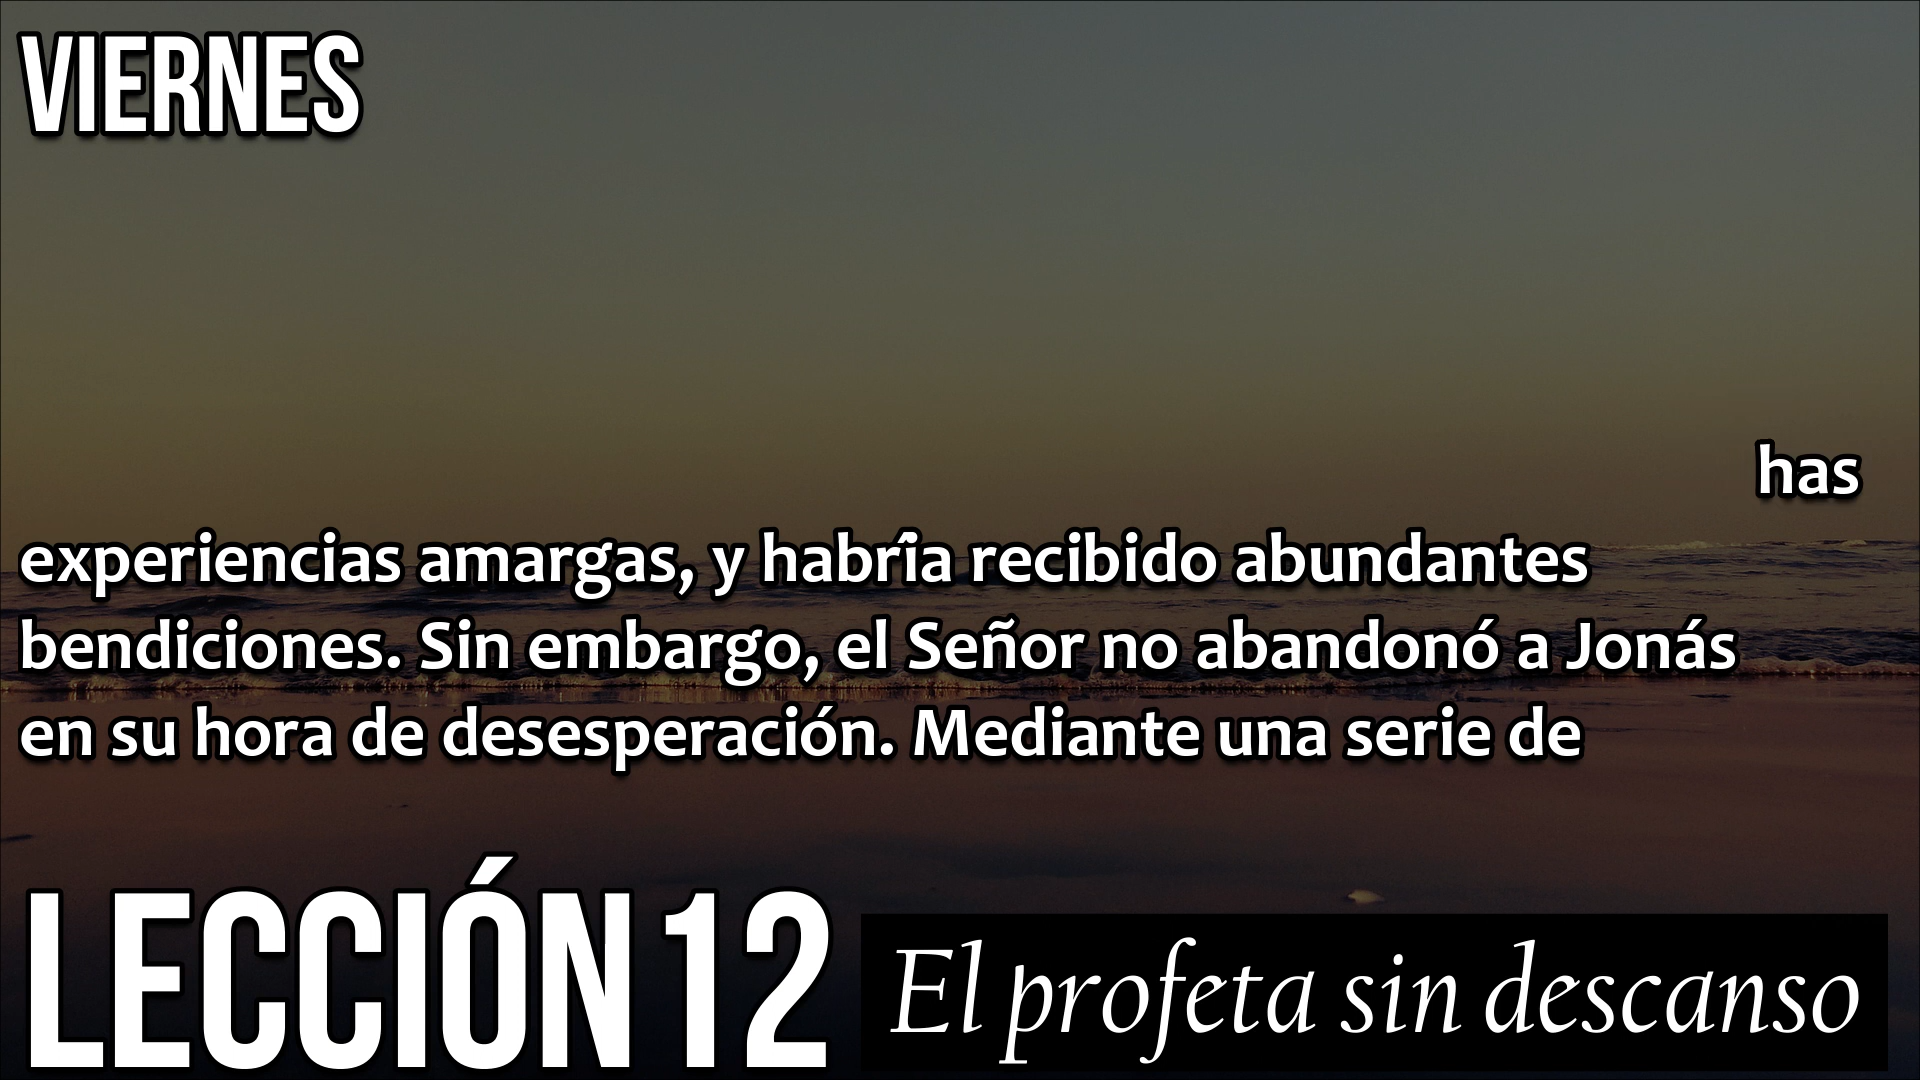 VIERNES
has
experiencias amargas, y habría recibido abundantes
bendiciones. Sin embargo, el Señor no abandonó a Jonás
en su hora de desesperación. Mediante una serie de
LECCIÓN 12
El profeta sin descanso